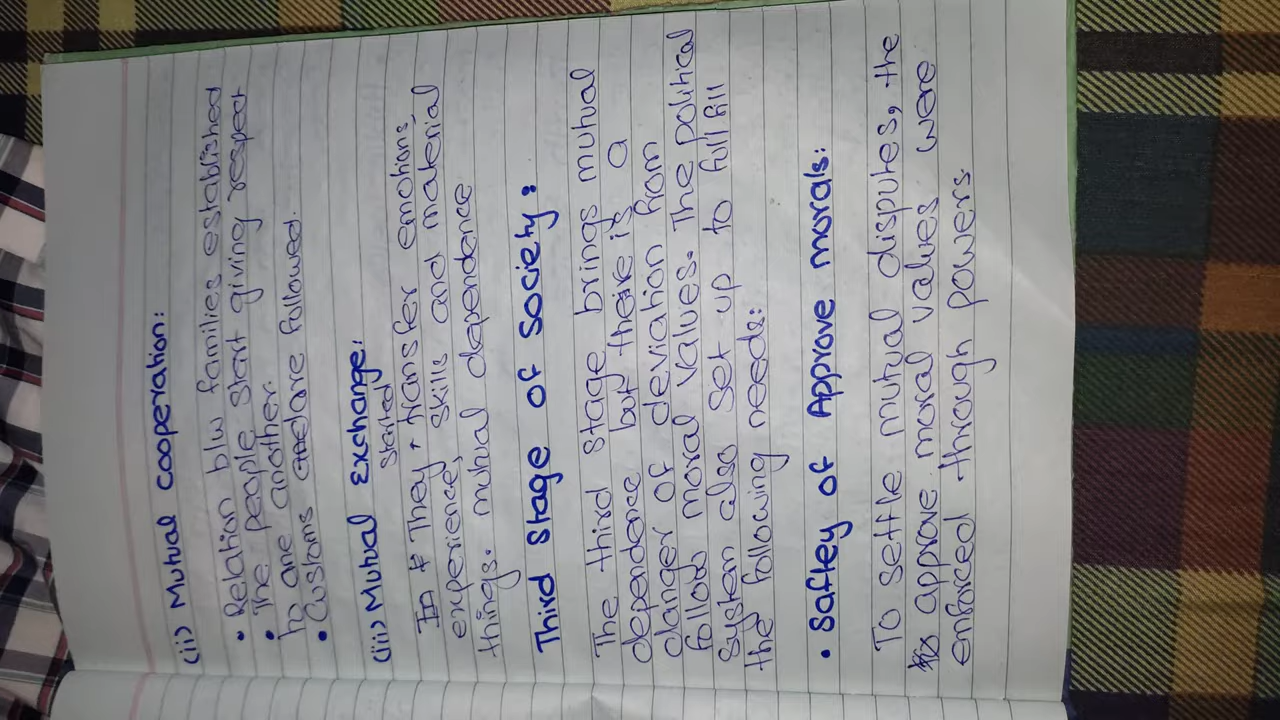 (ii) Mutual cooperation:
• Relation b/w families established
• The people start giving respect
to one another.
• Customs are followed.
(iii) Mutual Exchange:
started
In They transfer emotions,
experience, skills and material
things. mutual dependence
Third Stage of Society:
The third stage brings mutual
dependence but there is a
danger of deviation from
follow moral values. The political
system also set up to full fill
the following needs:
• Saftey of Approve morals:
To settle mutual disputes, the
approve moral values were
enforced through powers